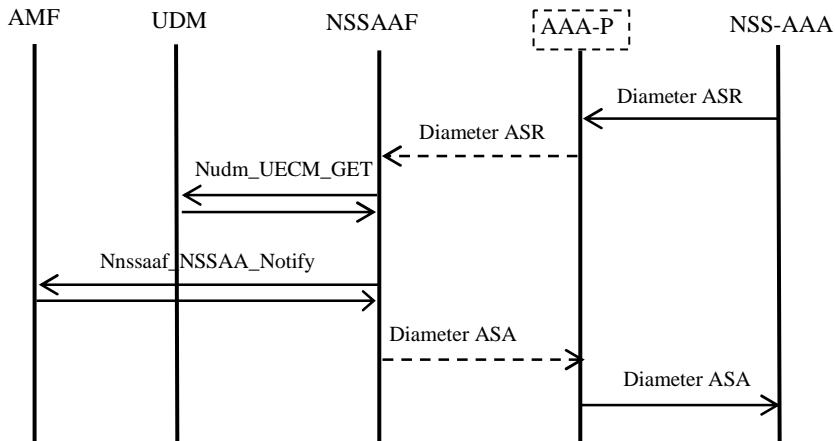 AMF
UDM
NSSAAF
AAA-P
NSS-AAA
Diameter ASR
Diameter ASR
Nudm_UECM_GET
Nnssaaf_NSSAA_Notify
Diameter ASA
Diameter ASA